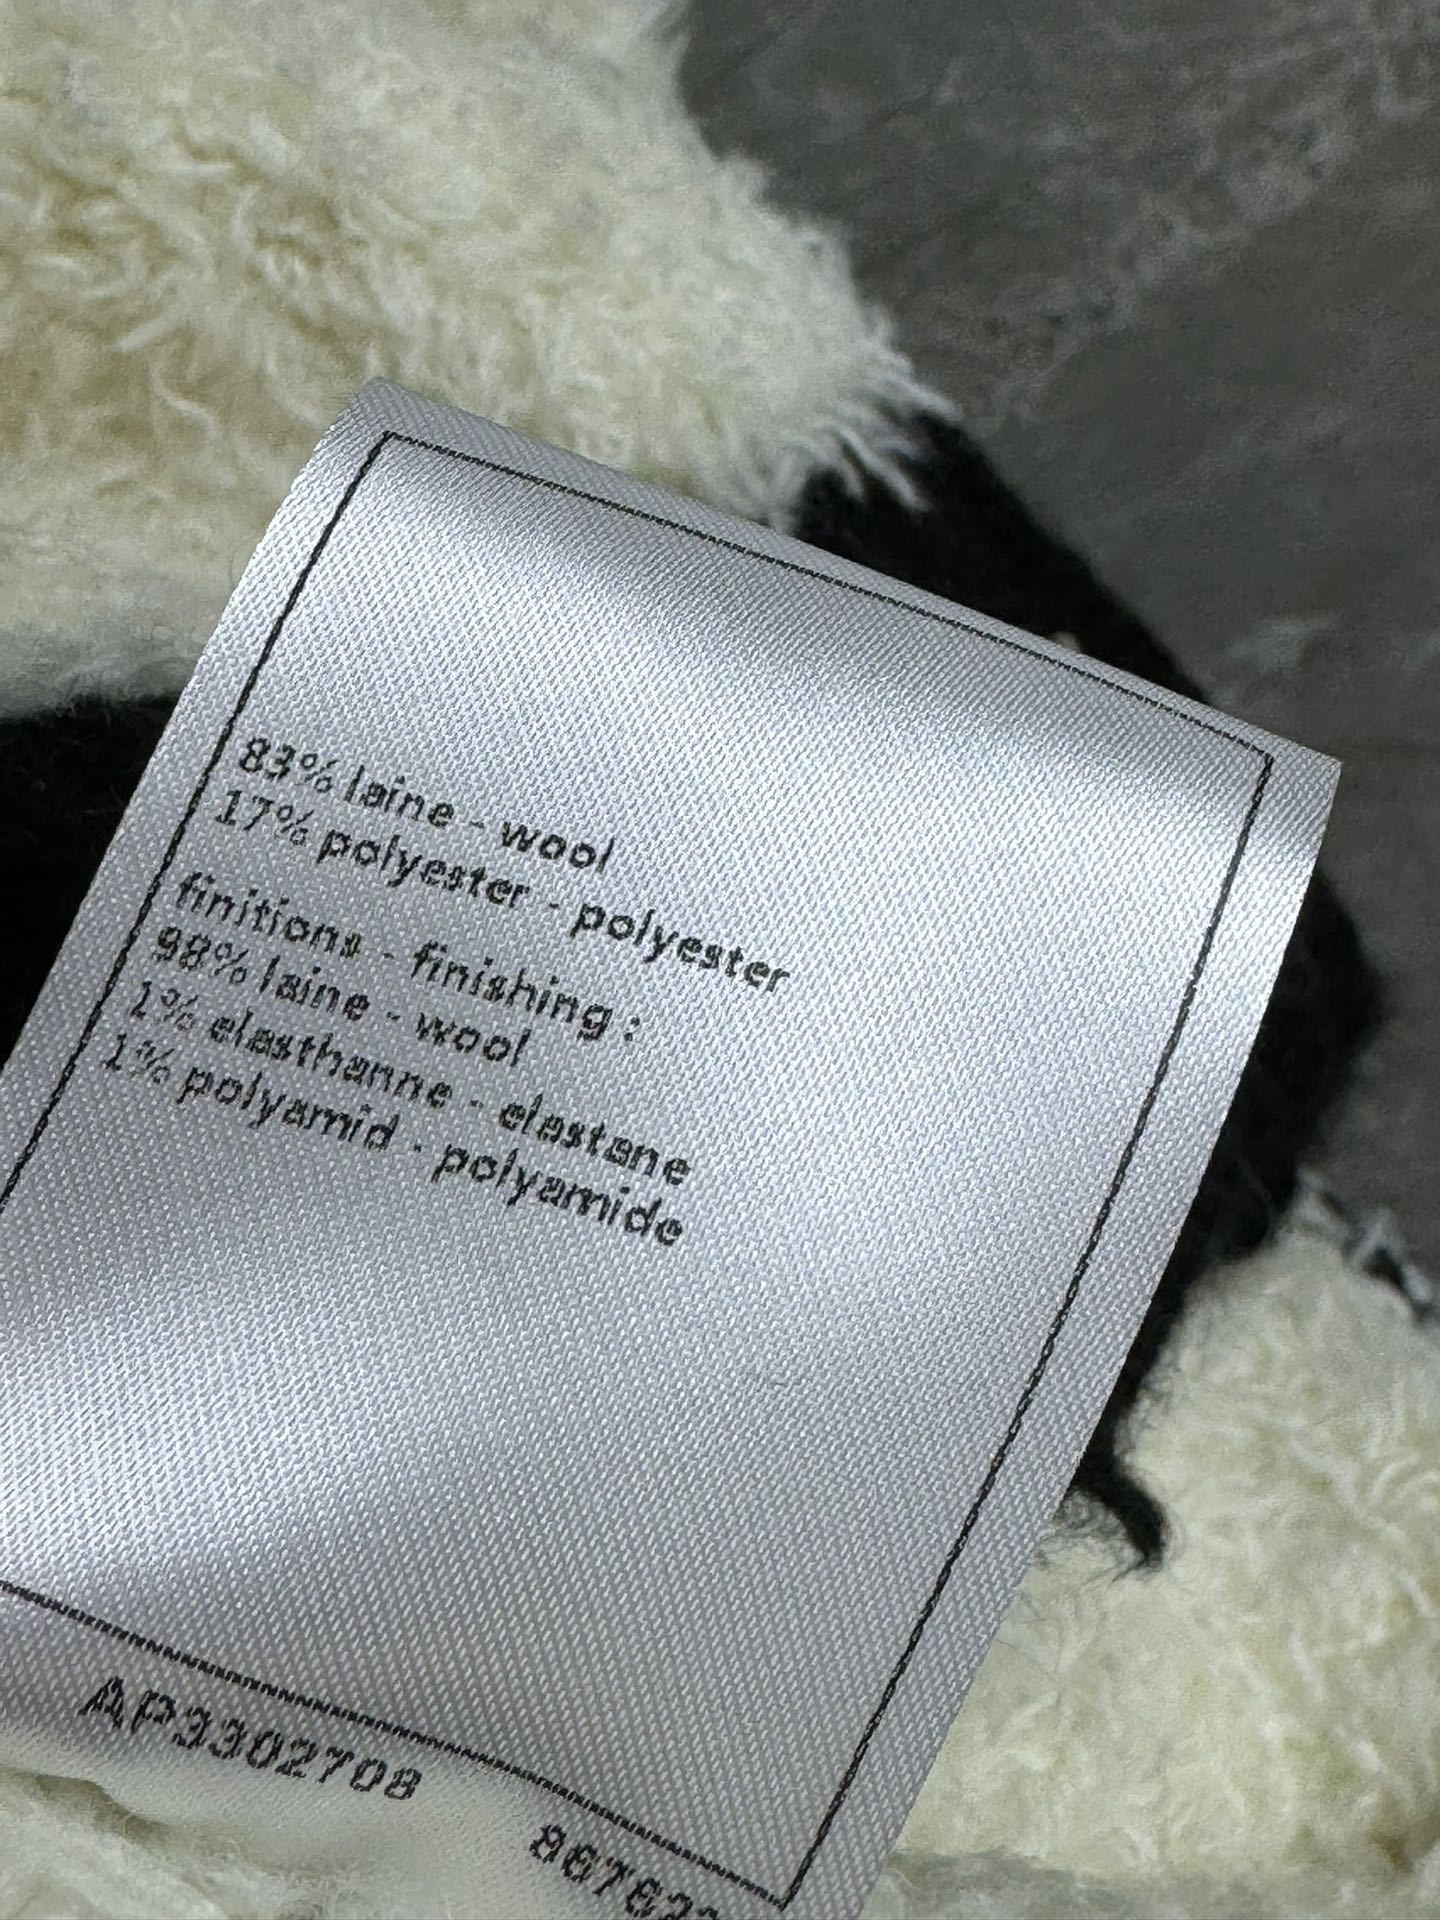 83% laine - wool
17% polyester - polyester
finitions - finishing :
98% laine - wool
1% elasthanne - elastane
1% polyamid - polyamide
AP3302708